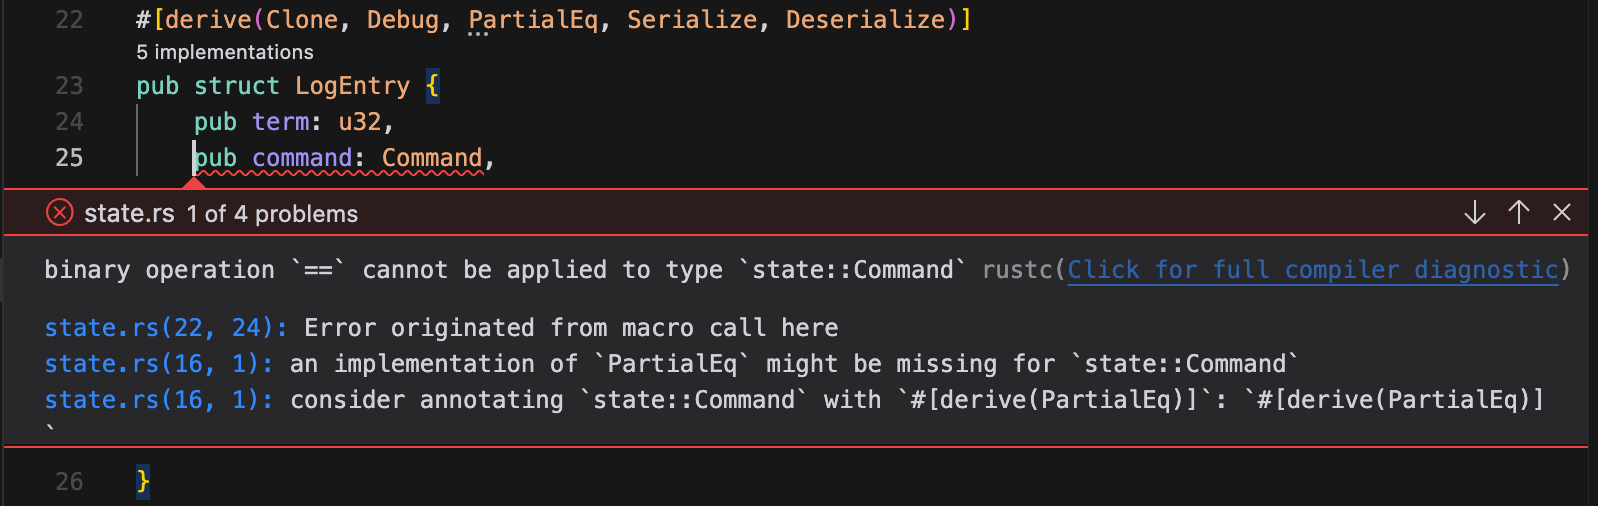 22 #[derive(Clone, Debug, PartialEq, Serialize, Deserialize)]
5 implementations
23 pub struct LogEntry {
24 pub term: u32,
25 pub command: Command,
state.rs 1 of 4 problems
binary operation `==` cannot be applied to type `state::Command` rustc(Click for full compiler diagnostic)
state.rs(22, 24): Error originated from macro call here
state.rs(16, 1): an implementation of `PartialEq` might be missing for `state::Command`
state.rs(16, 1): consider annotating `state::Command` with `#[derive(PartialEq)]`: `#[derive(PartialEq)]
`
26 }